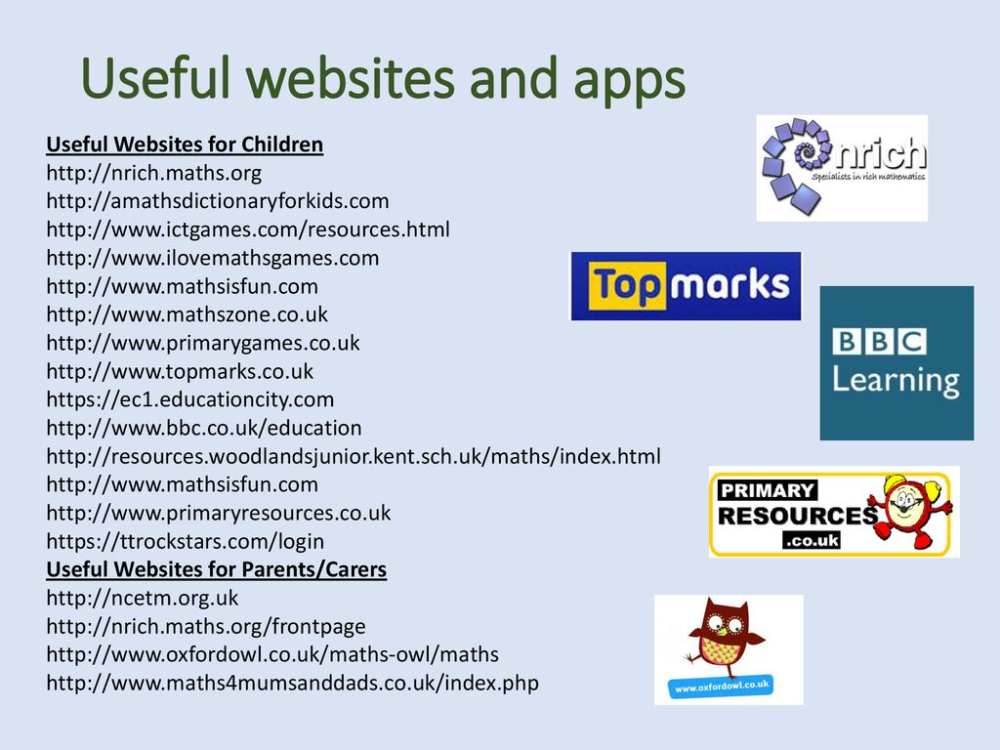 Useful websites and apps
Useful Websites for Children
http://nrich.maths.org
http://amathsdictionaryforkids.com
http://www.ictgames.com/resources.html
http://www.ilovemathsgames.com
http://www.mathsisfun.com
http://www.mathszone.co.uk
http://www.primarygames.co.uk
http://www.topmarks.co.uk
https://ec1.educationcity.com
http://www.bbc.co.uk/education
http://resources.woodlandsjunior.kent.sch.uk/maths/index.html
http://www.mathsisfun.com
http://www.primaryresources.co.uk
https://ttrockstars.com/login
Useful Websites for Parents/Carers
http://ncetm.org.uk
http://nrich.maths.org/frontpage
http://www.oxfordowl.co.uk/maths-owl/maths
http://www.maths4mumsanddads.co.uk/index.php
nrich
Specialists in rich mathematics
Topmarks
BBC
Learning
PRIMARY
RESOURCES
.co.uk
www.oxfordowl.co.uk